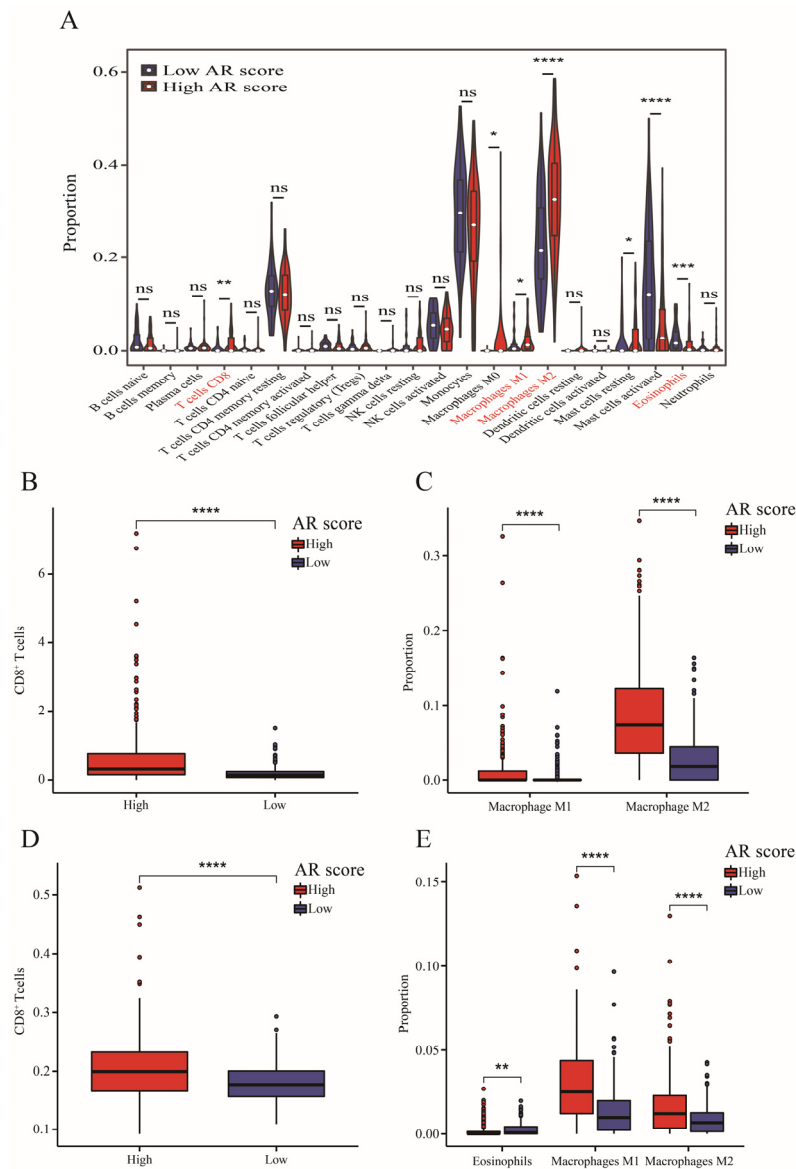 A
Low AR score
High AR score
Proportion
0.6
0.4
0.2
0.0
ns
ns
ns
**
ns
ns
ns
ns
ns
ns
ns
ns
ns
*
*
****
ns
ns
*
****
***
ns
B cells naive
B cells memory
Plasma cells
T cells CD8
T cells CD4 naive
T cells CD4 memory resting
T cells CD4 memory activated
T cells follicular helper
T cells regulatory (Tregs)
T cells gamma delta
NK cells resting
NK cells activated
Monocytes
Macrophages M0
Macrophages M1
Macrophages M2
Dendritic cells resting
Dendritic cells activated
Mast cells resting
Mast cells activated
Eosinophils
Neutrophils
B
****
AR score
High
Low
CD8+ T cells
6
4
2
0
High
Low
C
****
****
AR score
High
Low
Proportion
0.3
0.2
0.1
0.0
Macrophage M1
Macrophage M2
D
****
AR score
High
Low
CD8+ Tcells
0.5
0.4
0.3
0.2
0.1
High
Low
E
**
****
****
AR score
High
Low
Proportion
0.15
0.10
0.05
0.00
Eosinophils
Macrophages M1
Macrophages M2